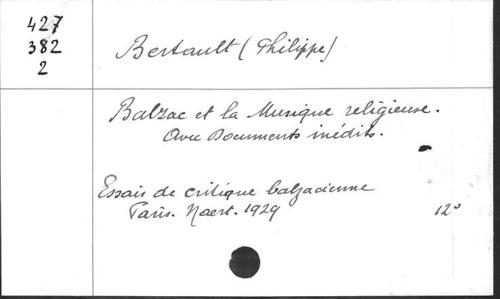 427
382
2
Bertault (Philippe)
Balzac et la Musique religieuse.
Avec Documents inédits.
Essais de critique balzacienne
Paris. Naert. 1929
12°